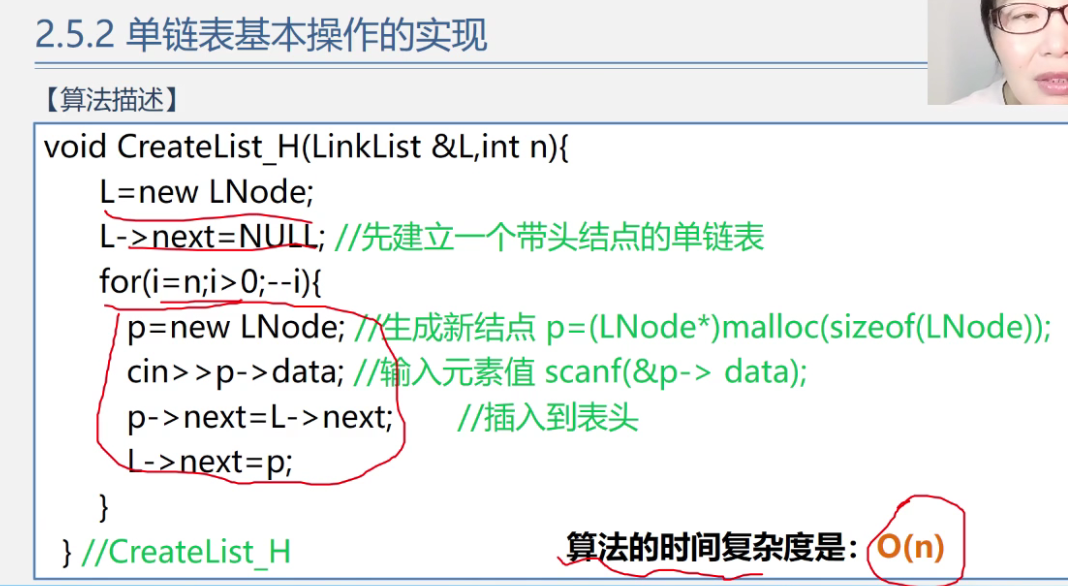 2.5.2 单链表基本操作的实现
【算法描述】
void CreateList_H(LinkList &L,int n){
L=new LNode;
L->next=NULL; //先建立一个带头结点的单链表
for(i=n;i>0;--i){
p=new LNode; //生成新结点 p=(LNode*)malloc(sizeof(LNode));
cin>>p->data; //输入元素值 scanf(&p-> data);
p->next=L->next; //插入到表头
L->next=p;
}
} //CreateList_H
算法的时间复杂度是：O(n)